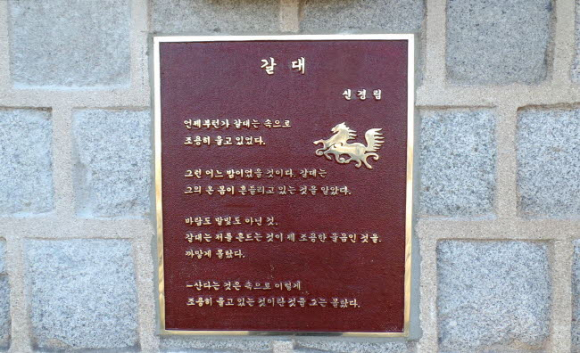 갈 대
신 경 림
언제부턴가 갈대는 속으로
조용히 울고 있었다.
그런 어느 밤이었을 것이다. 갈대는
그의 온 몸이 흔들리고 있는 것을 알았다.
바람도 달빛도 아닌 것.
갈대는 저를 흔드는 것이 제 조용한 울음인 것을.
까맣게 몰랐다.
—산다는 것은 속으로 이렇게
조용히 울고 있는 것이란 것을 그는 몰랐다.